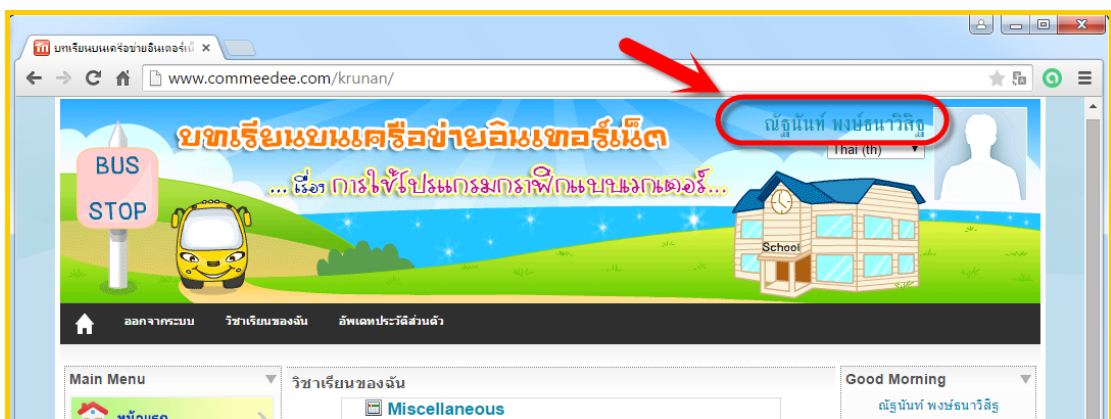 บทเรียนบนเครือข่ายอินเตอร์เน็
www.commeedee.com/krunan/
บทเรียนบนเครือข่ายอินเทอร์เน็ต
ณัฐนันท์ พงษ์ธนาวิสิฐ
Thai (th)
... เรื่อง การใช้โปรแกรมกราฟิกแบบเวกเตอร์...
BUS
STOP
School
ออกจากระบบ วิชาเรียนของฉัน อัพเดทประวัติส่วนตัว
Main Menu
วิชาเรียนของฉัน
Good Morning
หน้าแรก
Miscellaneous
ณัฐนันท์ พงษ์ธนาวิสิฐ